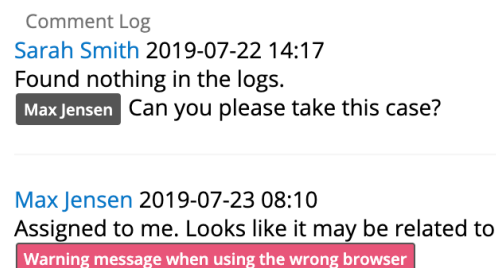 Comment Log
Sarah Smith 2019-07-22 14:17
Found nothing in the logs.
Max Jensen Can you please take this case?
Max Jensen 2019-07-23 08:10
Assigned to me. Looks like it may be related to
Warning message when using the wrong browser